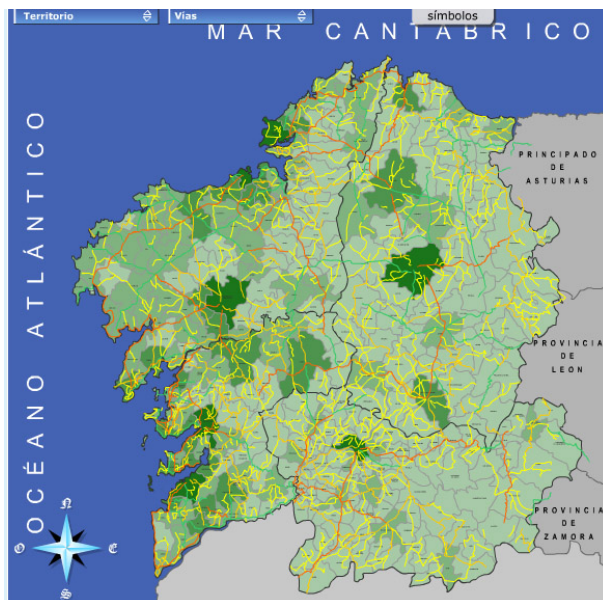 Territorio
Vías
símbolos
MAR CANTÁBRICO
OCÉANO ATLÁNTICO
PRINCIPADO
DE
ASTURIAS
PROVINCIA
DE
LEON
PROVINCIA
DE
ZAMORA
N
O
E
S